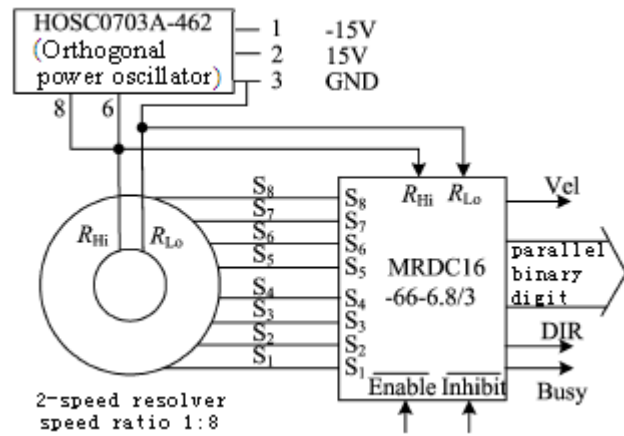 HOSC0703A-462
(Orthogonal
power oscillator)
1 -15V
2 15V
3 GND
8 6
S8
S7
S6
S5
S4
S3
S2
S1
RHi RLo
S8
S7
S6
S5
S4
S3
S2
S1
RHi RLo
MRDC16
-66-6.8/3
Enable Inhibit
Vel
parallel
binary
digit
DIR
Busy
2-speed resolver
speed ratio 1:8